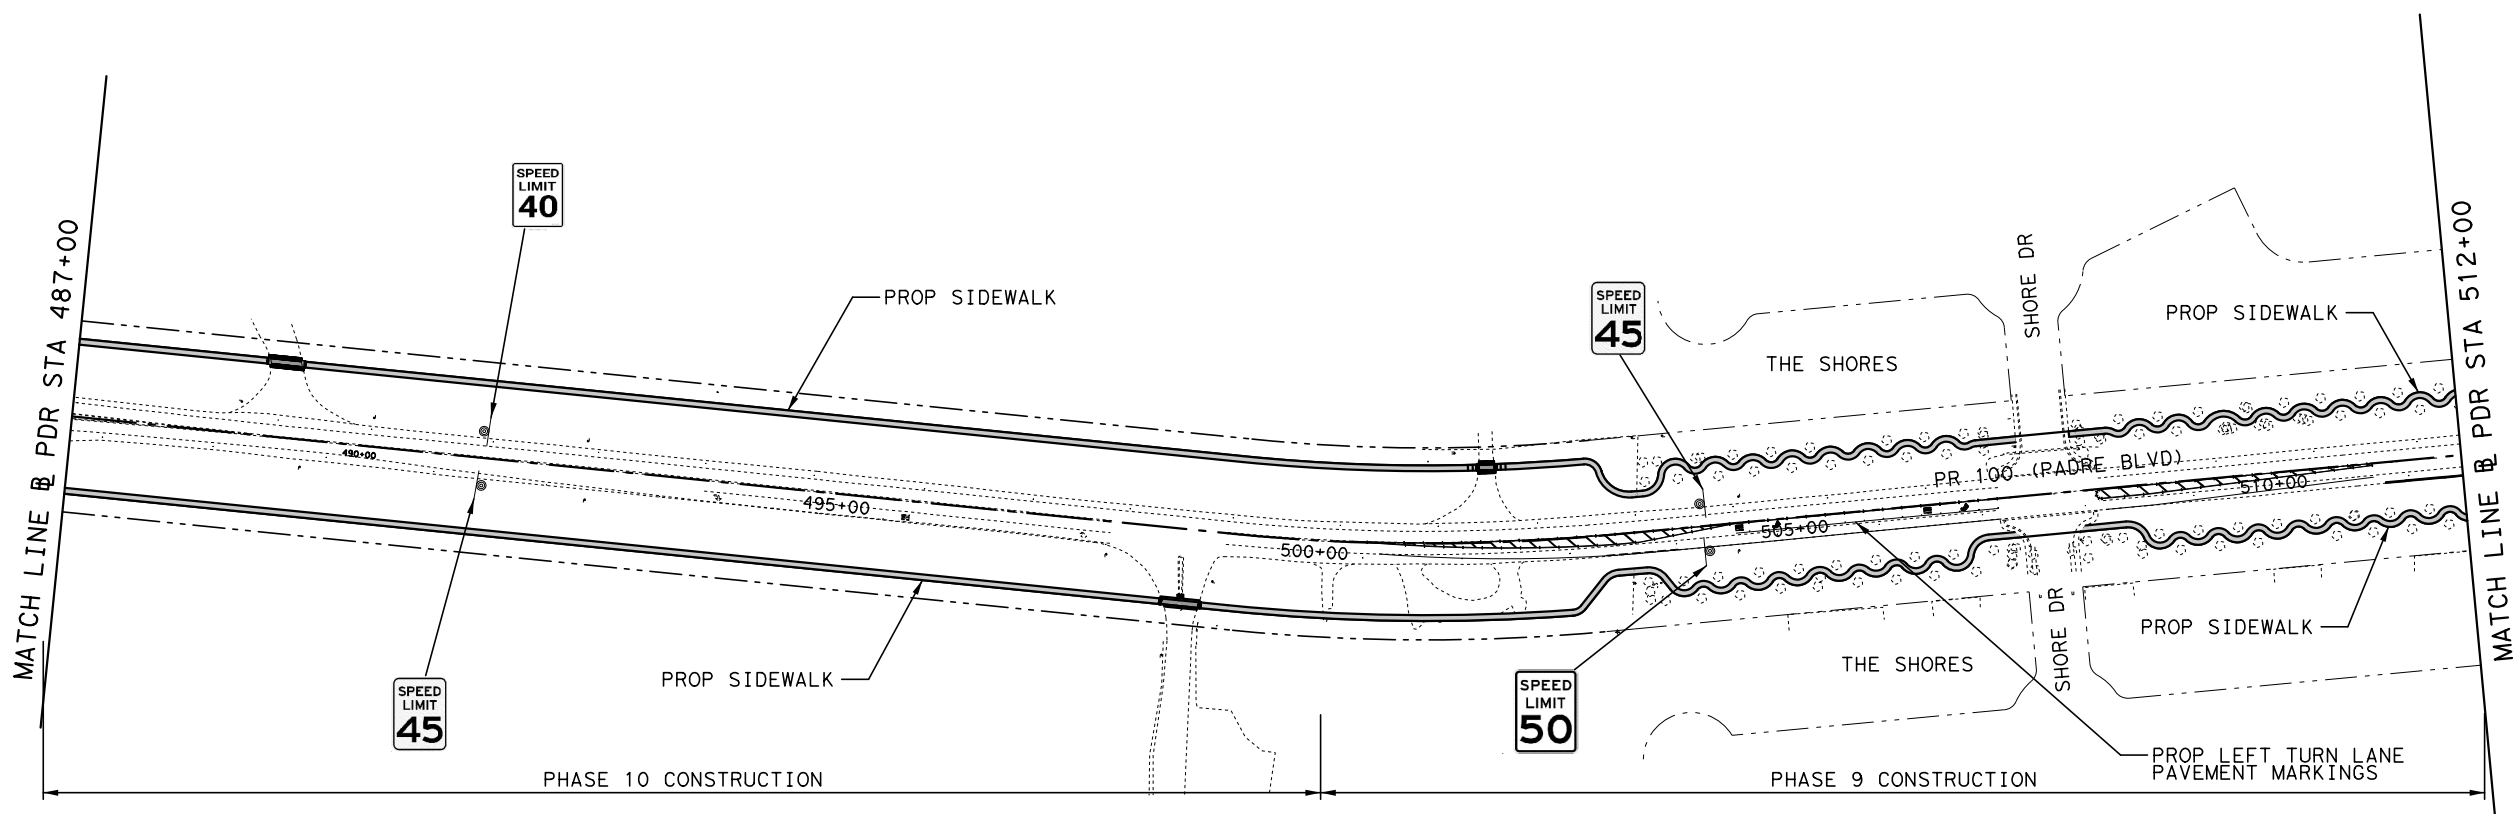 SPEED
LIMIT
40
SPEED
LIMIT
45
SPEED
LIMIT
45
SPEED
LIMIT
50
MATCH LINE ⅊ PDR STA 487+00
MATCH LINE ⅊ PDR STA 512+00
PROP SIDEWALK
PROP SIDEWALK
PROP SIDEWALK
PROP SIDEWALK
THE SHORES
THE SHORES
SHORE DR
SHORE DR
PR 100 (PADRE BLVD)
490+00
495+00
500+00
505+00
510+00
PROP LEFT TURN LANE
PAVEMENT MARKINGS
PHASE 10 CONSTRUCTION
PHASE 9 CONSTRUCTION